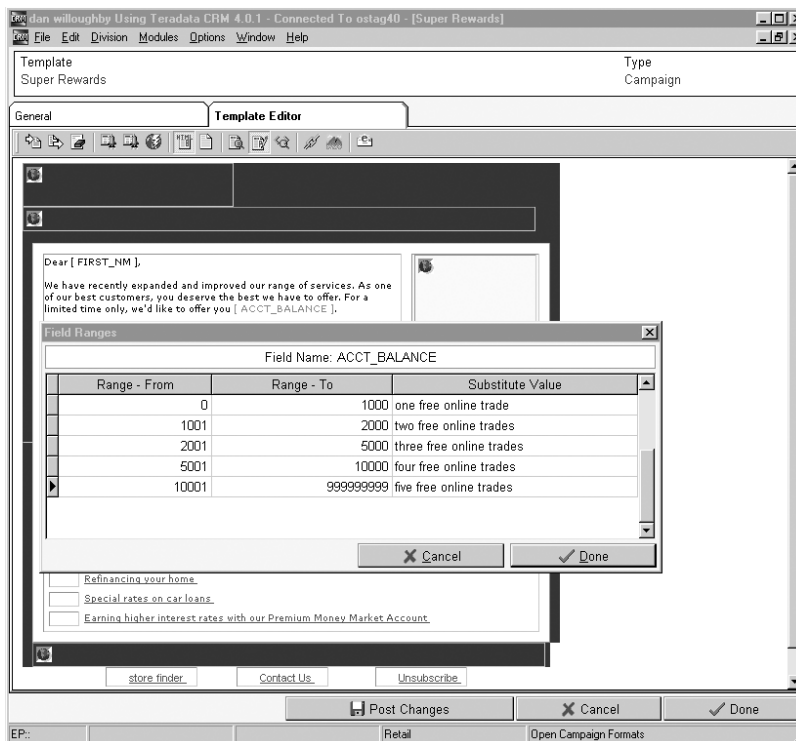 CRM dan willoughby Using Teradata CRM 4.0.1 - Connected To ostag40 - [Super Rewards]
CRM File Edit Division Modules Options Window Help
Template Type
Super Rewards Campaign
General Template Editor
HTML
Dear [ FIRST_NM ],
We have recently expanded and improved our range of services. As one
of our best customers, you deserve the best we have to offer. For a
limited time only, we'd like to offer you [ ACCT_BALANCE ].
Field Ranges
Field Name: ACCT_BALANCE
Range - From Range - To Substitute Value
0 1000 one free online trade
1001 2000 two free online trades
2001 5000 three free online trades
5001 10000 four free online trades
10001 999999999 five free online trades
Cancel Done
Refinancing your home
Special rates on car loans
Earning higher interest rates with our Premium Money Market Account
store finder Contact Us Unsubscribe
Post Changes Cancel Done
EP:: Retail Open Campaign Formats